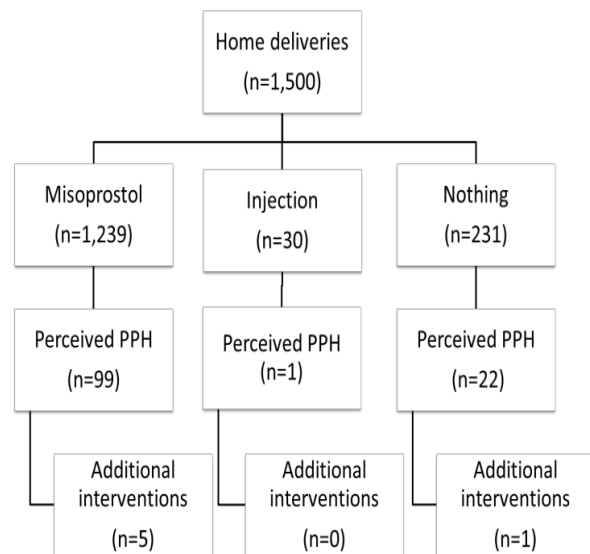 Home deliveries
(n=1,500)
Misoprostol
(n=1,239)
Injection
(n=30)
Nothing
(n=231)
Perceived PPH
(n=99)
Perceived PPH
(n=1)
Perceived PPH
(n=22)
Additional
interventions
(n=5)
Additional
interventions
(n=0)
Additional
interventions
(n=1)